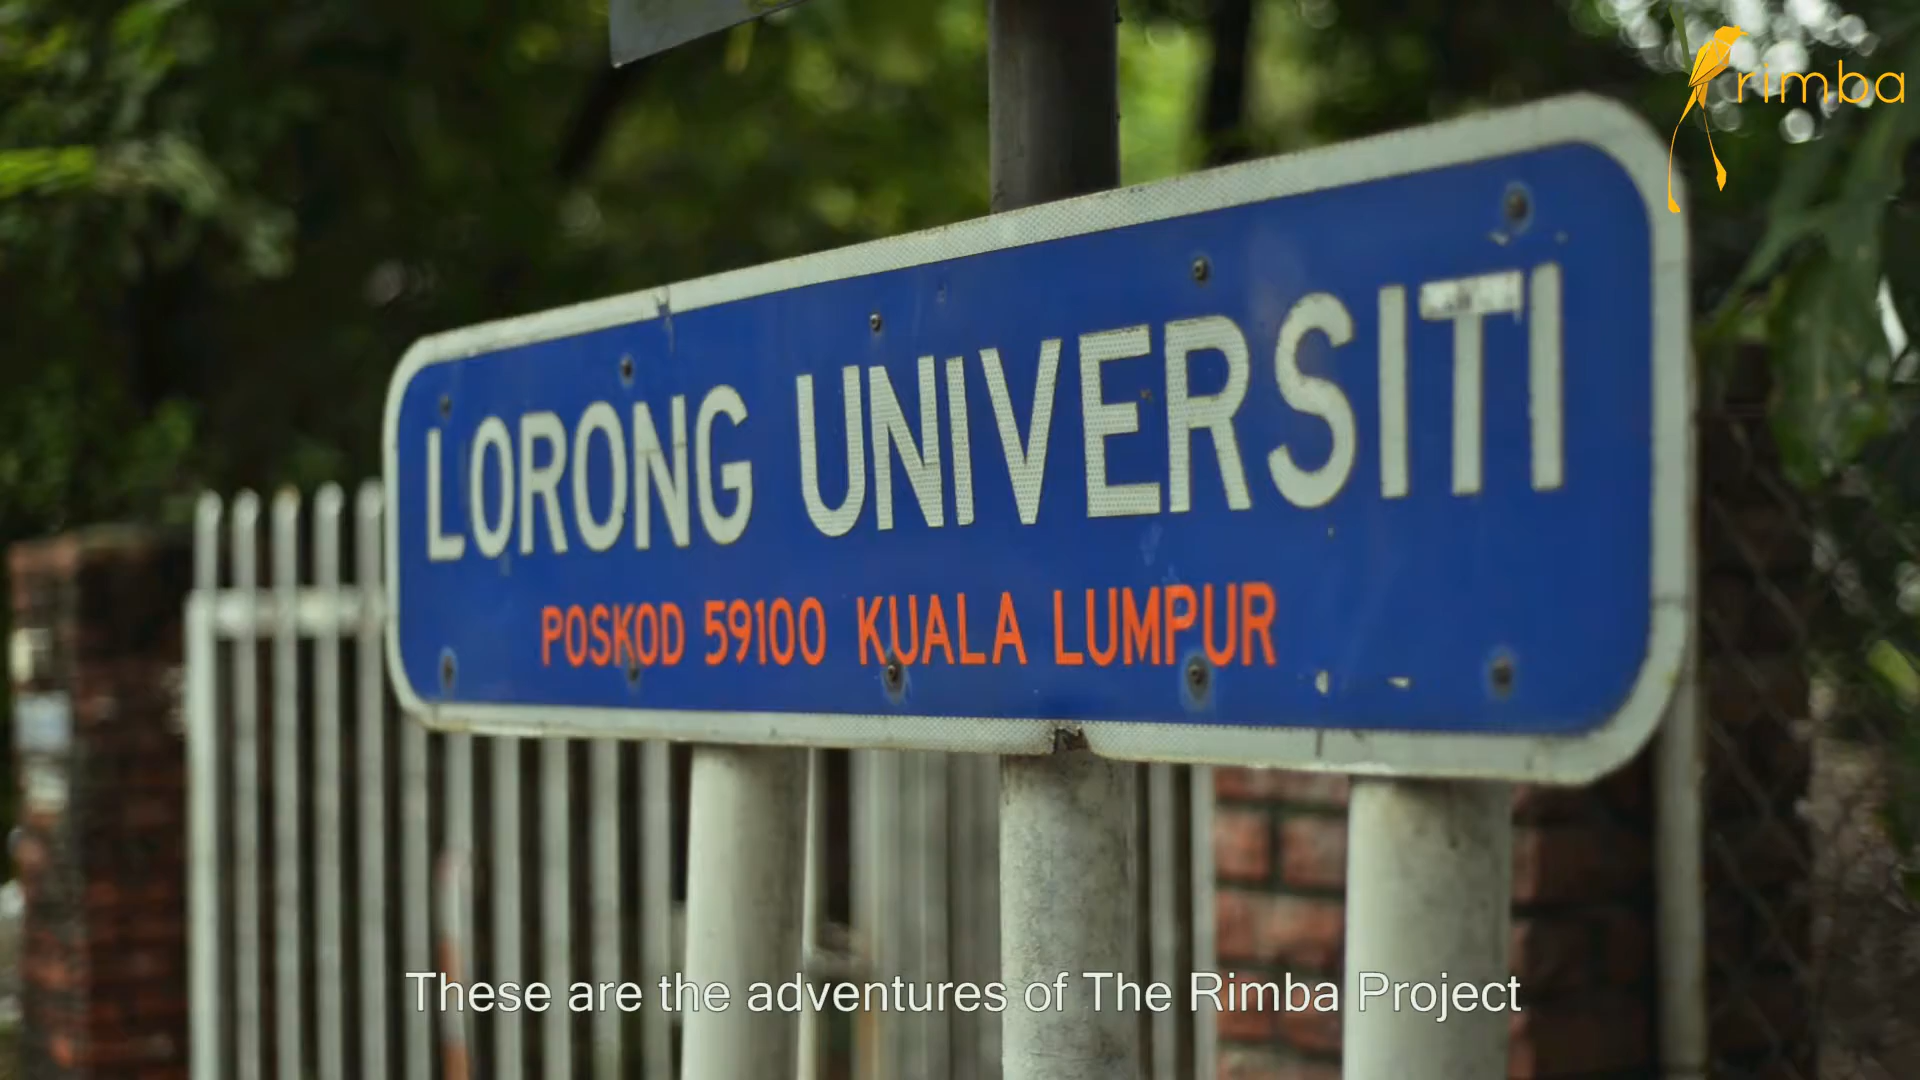 rimba
LORONG UNIVERSITI
POSKOD 59100 KUALA LUMPUR
These are the adventures of The Rimba Project